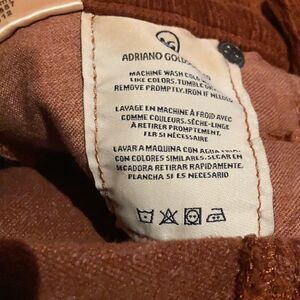 ADRIANO GOLDS
MACHINE WASH COLD W
LIKE COLORS. TUMBLE
REMOVE PROMPTLY. IRON IF NEEDED
LAVAGE EN MACHINE À FROID AVEC
COMME COULEURS. SÈCHE-LINGE
À RETIRER PROMPTEMENT.
FER SI NÉCESSAIRE
LAVAR A MAQUINA CON AGUA
CON COLORES SIMILARES. SECAR EN
SECADORA RETIRAR RAPIDAMENTE.
PLANCHA SI ES NECESARIO